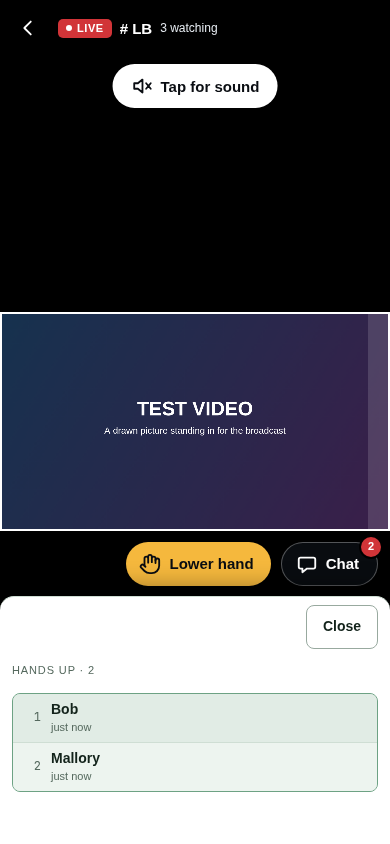 LIVE # LB 3 watching
Tap for sound
TEST VIDEO
A drawn picture standing in for the broadcast
Lower hand
Chat
2
Close
HANDS UP · 2
1 Bob
just now
2 Mallory
just now